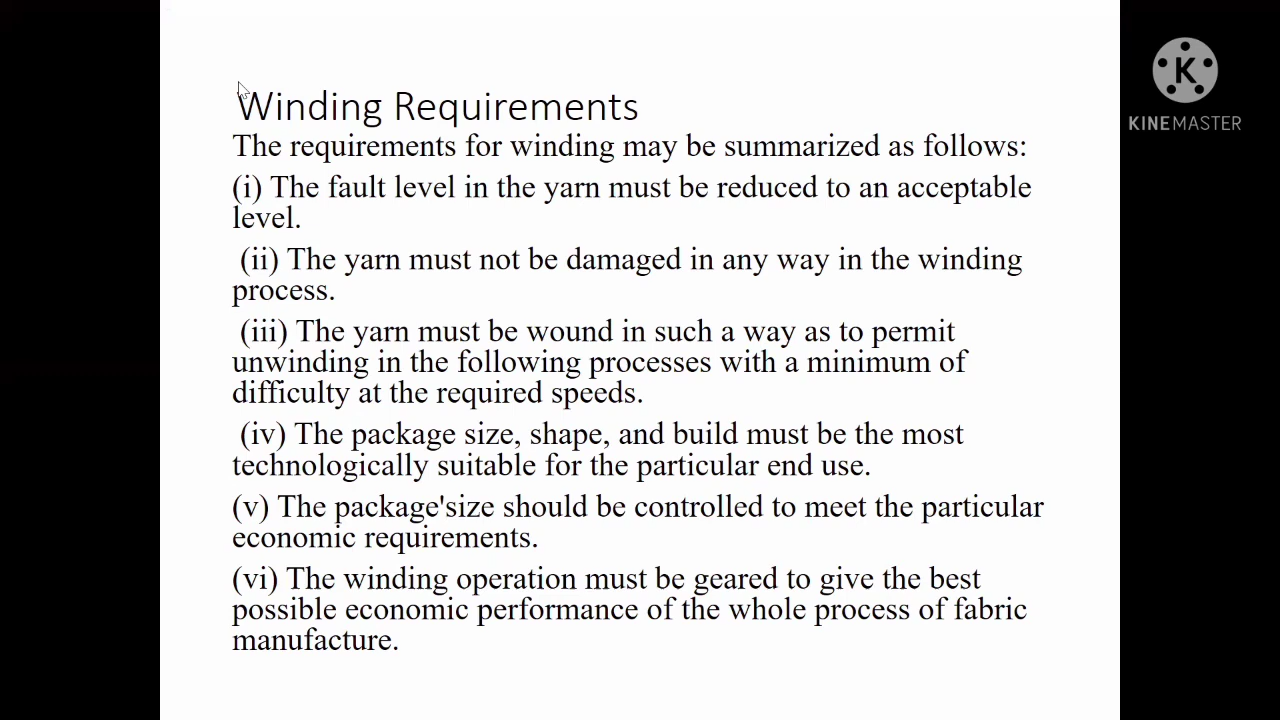 Winding Requirements
The requirements for winding may be summarized as follows:
(i) The fault level in the yarn must be reduced to an acceptable
level.
(ii) The yarn must not be damaged in any way in the winding
process.
(iii) The yarn must be wound in such a way as to permit
unwinding in the following processes with a minimum of
difficulty at the required speeds.
(iv) The package size, shape, and build must be the most
technologically suitable for the particular end use.
(v) The package'size should be controlled to meet the particular
economic requirements.
(vi) The winding operation must be geared to give the best
possible economic performance of the whole process of fabric
manufacture.
K
KINEMASTER